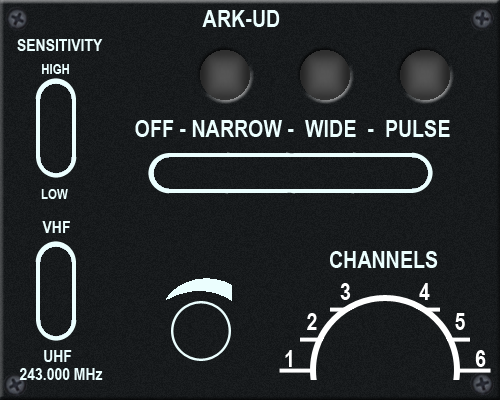 ARK-UD
SENSITIVITY
HIGH
LOW
OFF - NARROW - WIDE - PULSE
VHF
UHF
243.000 MHz
CHANNELS
1 2 3 4 5 6